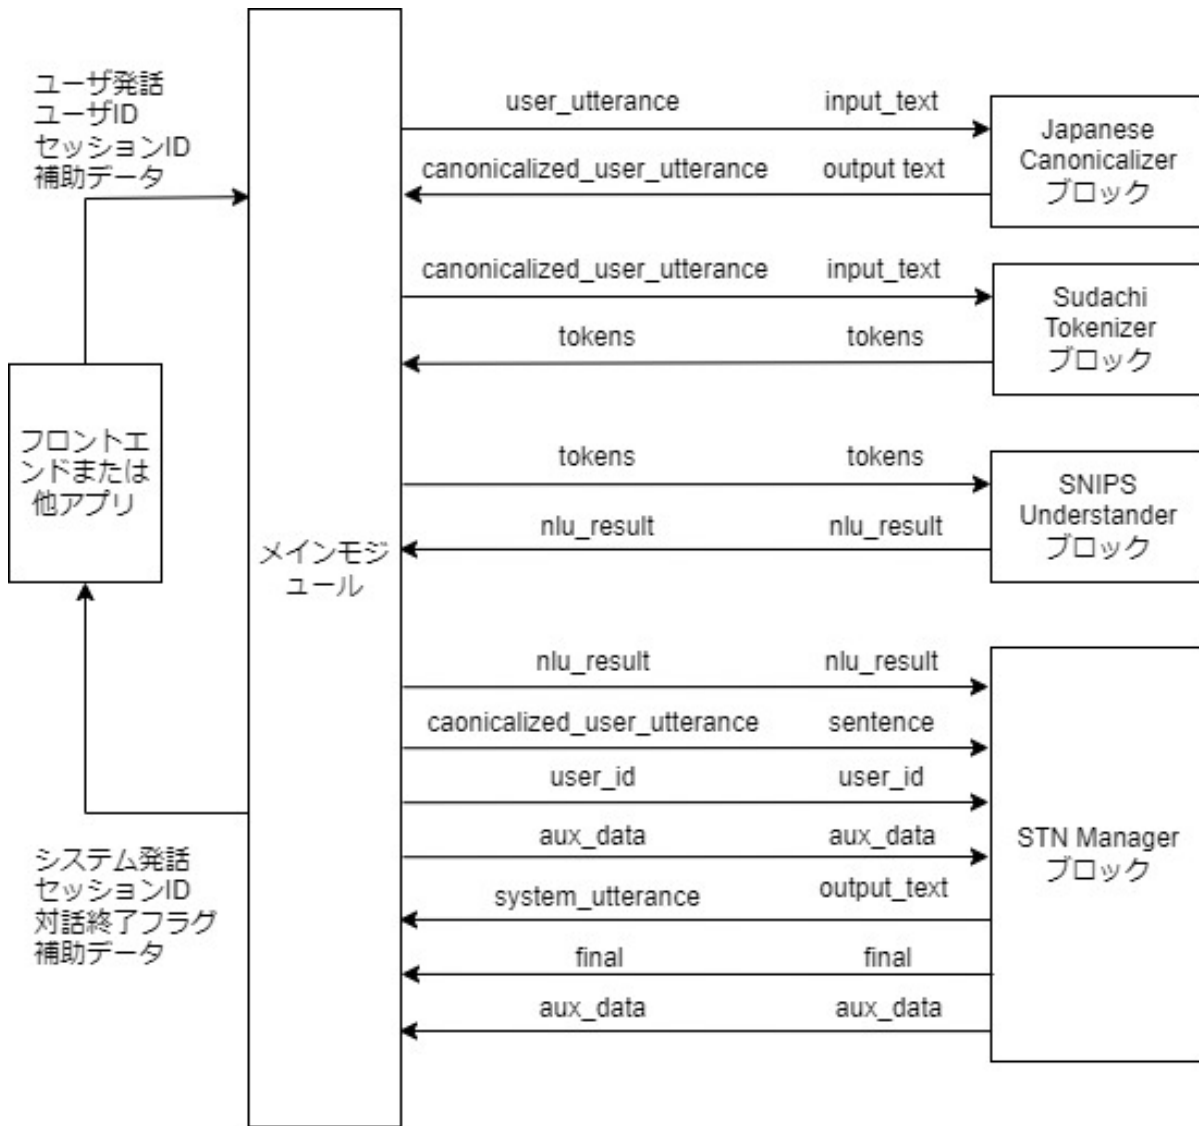 ユーザ発話
ユーザID
セッションID
補助データ
フロントエ
ンドまたは
他アプリ
システム発話
セッションID
対話終了フラグ
補助データ
メインモジ
ュール
user_utterance input_text
canonicalized_user_utterance output text
Japanese
Canonicalizer
ブロック
canonicalized_user_utterance input_text
tokens tokens
Sudachi
Tokenizer
ブロック
tokens tokens
nlu_result nlu_result
SNIPS
Understander
ブロック
nlu_result nlu_result
caonicalized_user_utterance sentence
user_id user_id
aux_data aux_data
system_utterance output_text
final final
aux_data aux_data
STN Manager
ブロック